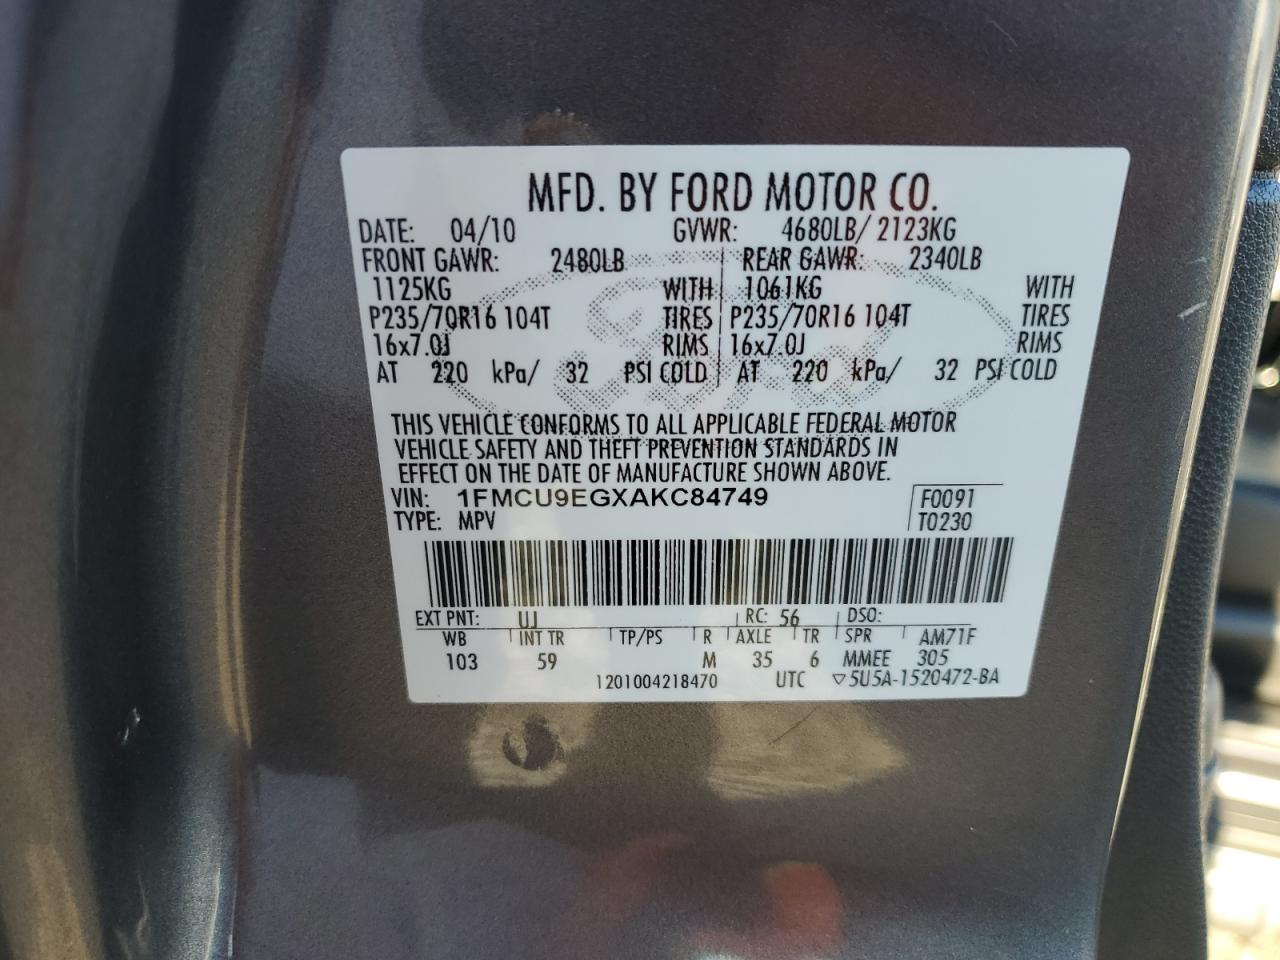 MFD. BY FORD MOTOR CO.
DATE: 04/10 GVWR: 4680LB/ 2123KG
FRONT GAWR: 2480LB REAR GAWR: 2340LB
1125KG WITH 1061KG WITH
P235/70R16 104T TIRES P235/70R16 104T TIRES
16x7.0J RIMS 16x7.0J RIMS
AT 220 kPa/ 32 PSI COLD AT 220 kPa/ 32 PSI COLD
THIS VEHICLE CONFORMS TO ALL APPLICABLE FEDERAL MOTOR
VEHICLE SAFETY AND THEFT PREVENTION STANDARDS IN
EFFECT ON THE DATE OF MANUFACTURE SHOWN ABOVE.
VIN: 1FMCU9EGXAKC84749 F0091
TYPE: MPV T0230
EXT PNT: UJ RC: 56 DSO:
WB INT TR TP/PS R AXLE TR SPR AM71F
103 59 M 35 6 MMEE 305
1201004218470 UTC ▽5U5A-1520472-BA